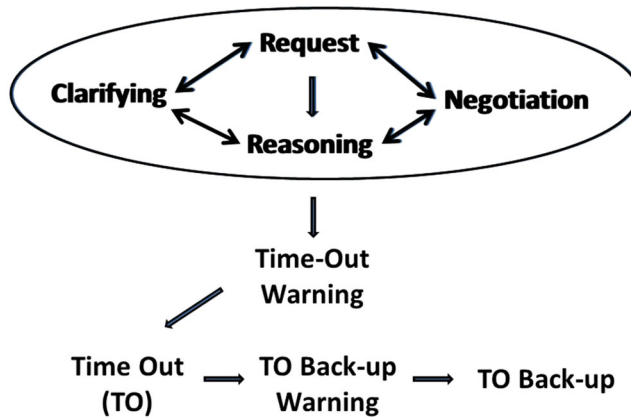 Request
Clarifying
Negotiation
Reasoning
Time-Out
Warning
Time Out
(TO)
TO Back-up
Warning
TO Back-up